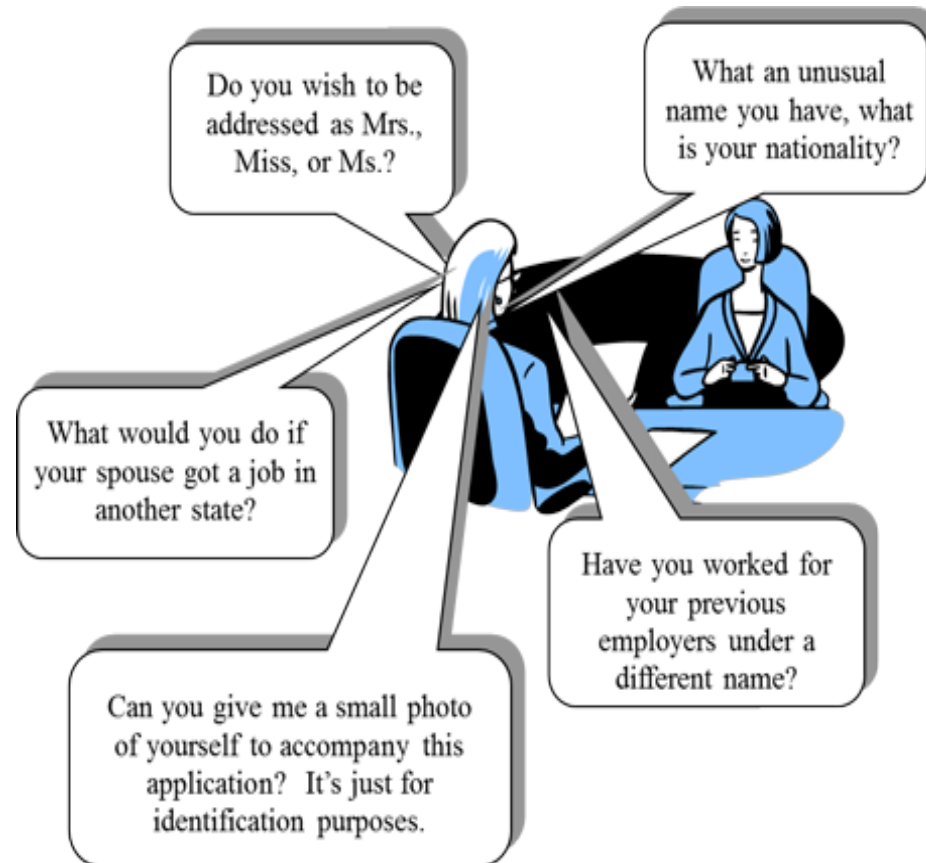 Do you wish to be
addressed as Mrs.,
Miss, or Ms.?
What an unusual
name you have, what
is your nationality?
What would you do if
your spouse got a job in
another state?
Have you worked for
your previous
employers under a
different name?
Can you give me a small photo
of yourself to accompany this
application? It's just for
identification purposes.